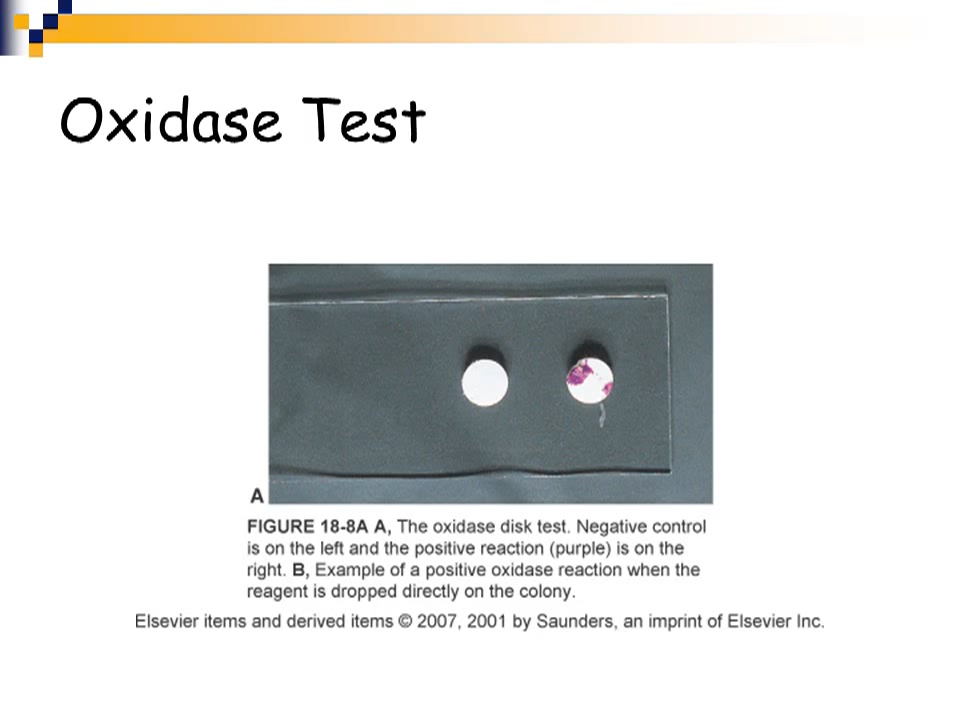 Oxidase Test
A
FIGURE 18-8A A, The oxidase disk test. Negative control
is on the left and the positive reaction (purple) is on the
right. B, Example of a positive oxidase reaction when the
reagent is dropped directly on the colony.
Elsevier items and derived items © 2007, 2001 by Saunders, an imprint of Elsevier Inc.